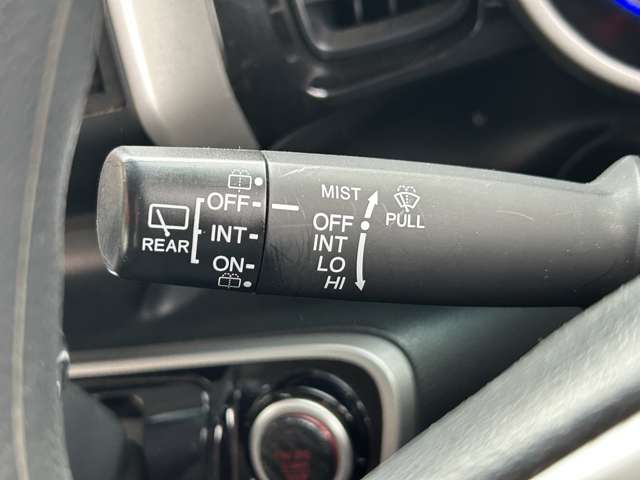 REAR
OFF
INT
ON
MIST
OFF
INT
LO
HI
PULL